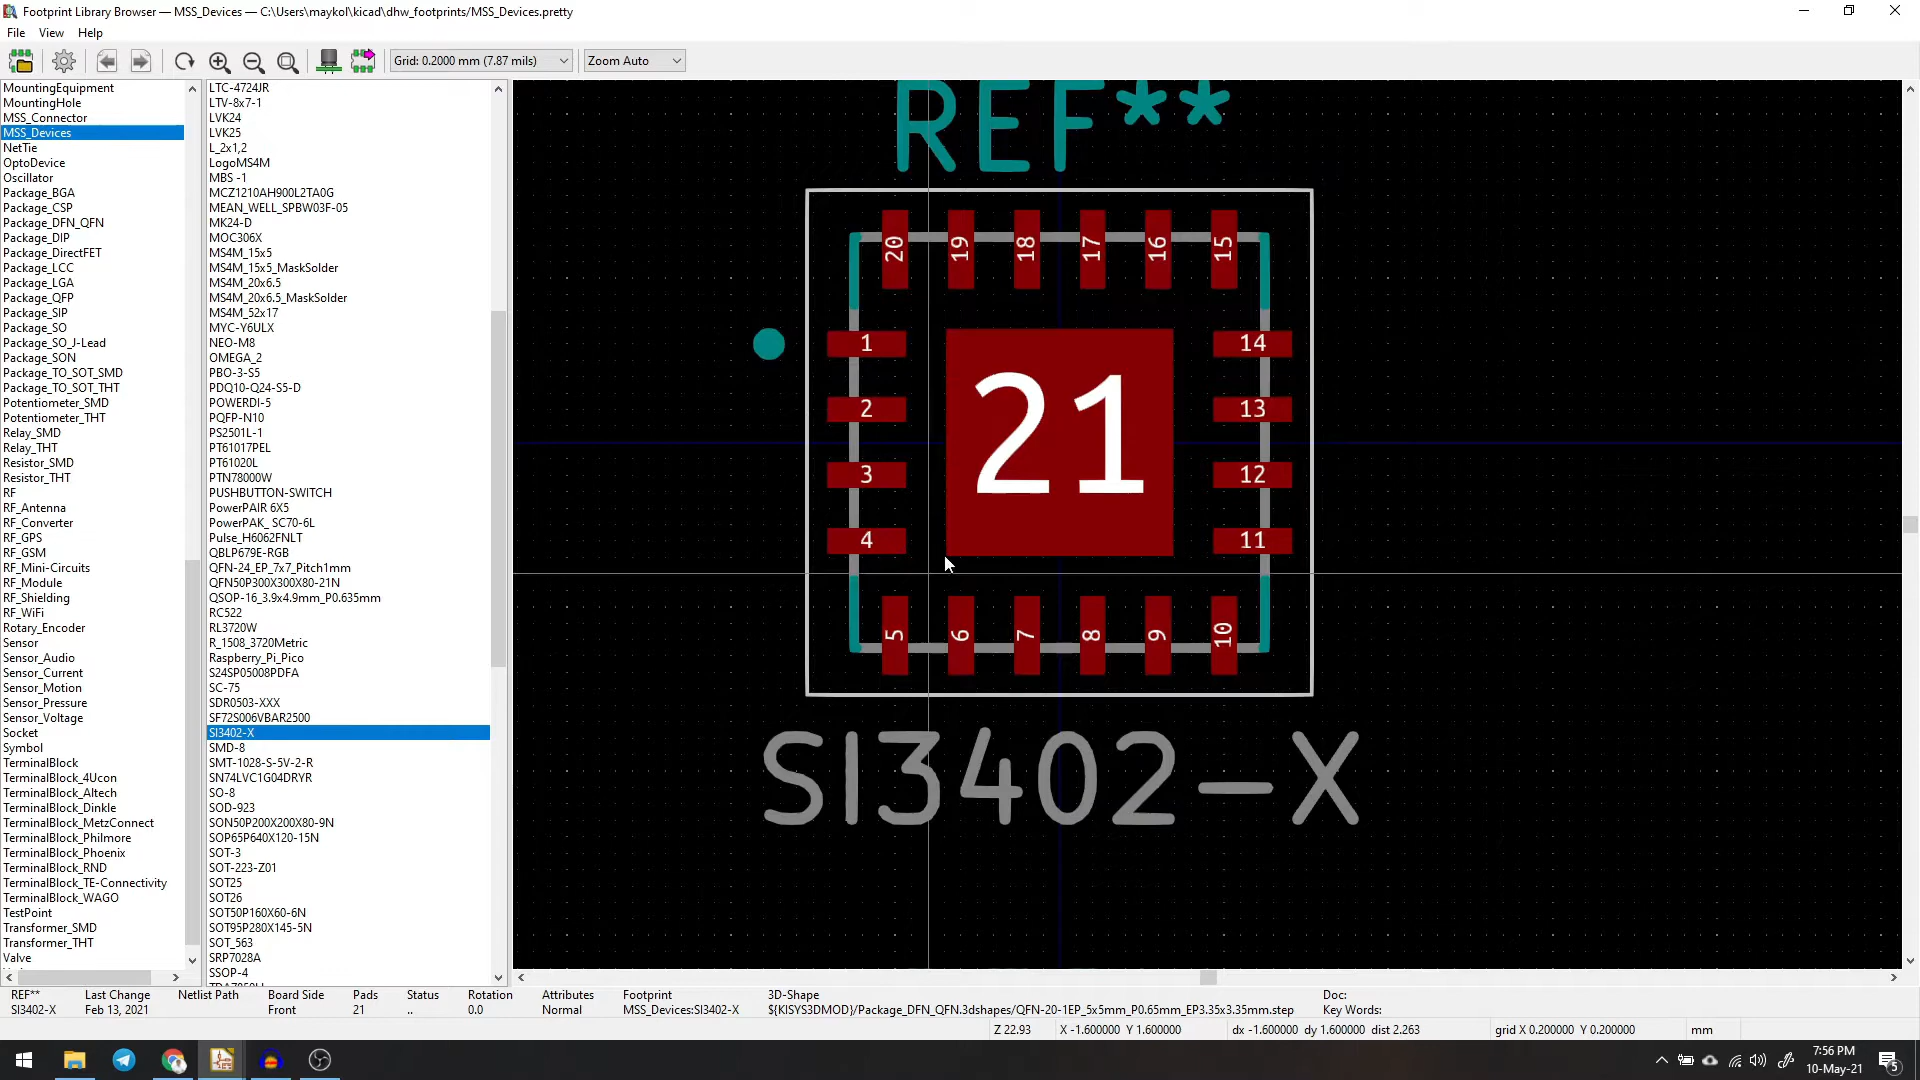 Footprint Library Browser — MSS_Devices — C:\Users\maykol\kicad\dhw_footprints/MSS_Devices.pretty
File View Help
Grid: 0.2000 mm (7.87 mils)
Zoom Auto
MountingEquipment
MountingHole
MSS_Connector
MSS_Devices
NetTie
OptoDevice
Oscillator
Package_BGA
Package_CSP
Package_DFN_QFN
Package_DIP
Package_DirectFET
Package_LCC
Package_LGA
Package_QFP
Package_SIP
Package_SO
Package_SO_J-Lead
Package_SON
Package_TO_SOT_SMD
Package_TO_SOT_THT
Potentiometer_SMD
Potentiometer_THT
Relay_SMD
Relay_THT
Resistor_SMD
Resistor_THT
RF
RF_Antenna
RF_Converter
RF_GPS
RF_GSM
RF_Mini-Circuits
RF_Module
RF_Shielding
RF_WiFi
Rotary_Encoder
Sensor
Sensor_Audio
Sensor_Current
Sensor_Motion
Sensor_Pressure
Sensor_Voltage
Socket
Symbol
TerminalBlock
TerminalBlock_4Ucon
TerminalBlock_Altech
TerminalBlock_Dinkle
TerminalBlock_MetzConnect
TerminalBlock_Philmore
TerminalBlock_Phoenix
TerminalBlock_RND
TerminalBlock_TE-Connectivity
TerminalBlock_WAGO
TestPoint
Transformer_SMD
Transformer_THT
Valve
LTC-4724JR
LTV-8x7-1
LVK24
LVK25
L_2x1,2
LogoMS4M
MBS -1
MCZ1210AH900L2TA0G
MEAN_WELL_SPBW03F-05
MK24-D
MOC306X
MS4M_15x5
MS4M_15x5_MaskSolder
MS4M_20x6.5
MS4M_20x6.5_MaskSolder
MS4M_52x17
MYC-Y6ULX
NEO-M8
OMEGA_2
PBO-3-S5
PDQ10-Q24-S5-D
POWERDI-5
PQFP-N10
PS2501L-1
PT61017PEL
PT61020L
PTN78000W
PUSHBUTTON-SWITCH
PowerPAIR 6X5
PowerPAK_ SC70-6L
Pulse_H6062FNLT
QBLP679E-RGB
QFN-24_EP_7x7_Pitch1mm
QFN50P300X300X80-21N
QSOP-16_3.9x4.9mm_P0.635mm
RC522
RL3720W
R_1508_3720Metric
Raspberry_Pi_Pico
S24SP05008PDFA
SC-75
SDR0503-XXX
SF72S006VBAR2500
SI3402-X
SMD-8
SMT-1028-S-5V-2-R
SN74LVC1G04DRYR
SO-8
SOD-923
SON50P200X200X80-9N
SOP65P640X120-15N
SOT-3
SOT-223-Z01
SOT25
SOT26
SOT50P160X60-6N
SOT95P280X145-5N
SOT_563
SRP7028A
SSOP-4
REF**
20 19 18 17 16 15
1 14
2 13
21
3 12
4 11
5 6 7 8 9 10
SI3402-X
REF** Last Change Netlist Path Board Side Pads Status Rotation Attributes Footprint 3D-Shape Doc:
SI3402-X Feb 13, 2021 Front 21 .. 0.0 Normal MSS_Devices:SI3402-X ${KISYS3DMOD}/Package_DFN_QFN.3dshapes/QFN-20-1EP_5x5mm_P0.65mm_EP3.35x3.35mm.step Key Words:
Z 22.93 X -1.600000 Y 1.600000 dx -1.600000 dy 1.600000 dist 2.263 grid X 0.200000 Y 0.200000 mm
7:56 PM
10-May-21
5